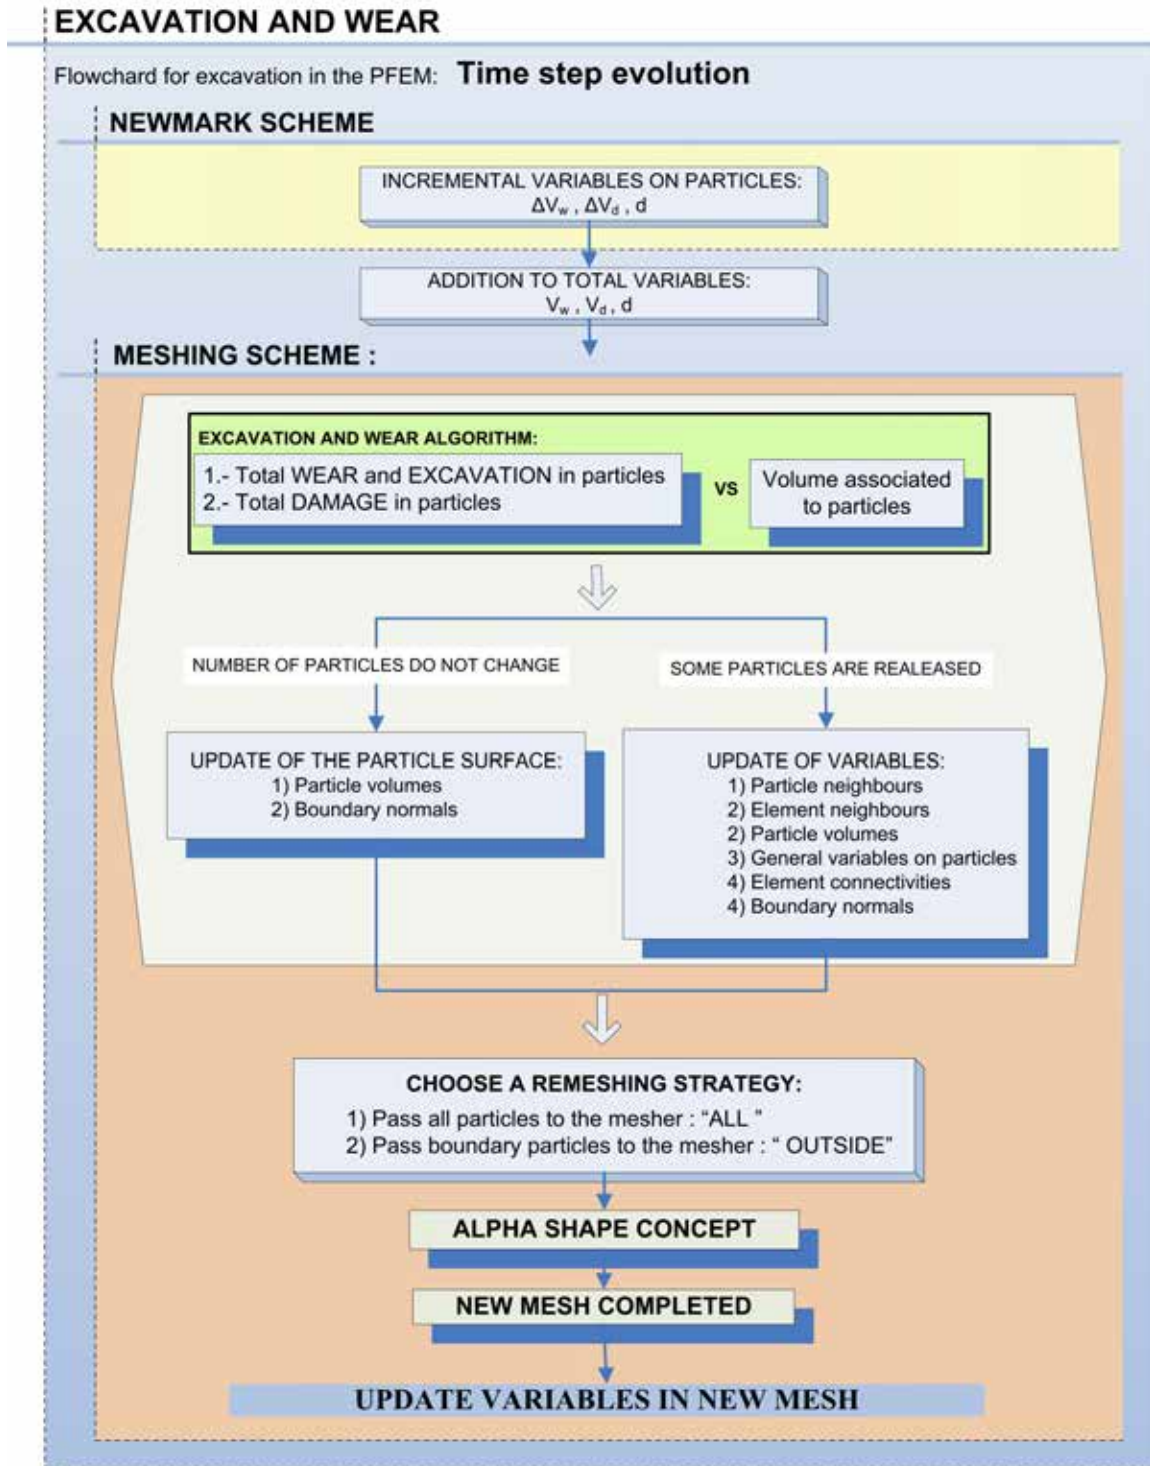 EXCAVATION AND WEAR
Flowchard for excavation in the PFEM: Time step evolution
NEWMARK SCHEME
INCREMENTAL VARIABLES ON PARTICLES:
ΔVw , ΔVd , d
ADDITION TO TOTAL VARIABLES:
Vw , Vd , d
MESHING SCHEME :
EXCAVATION AND WEAR ALGORITHM:
1.- Total WEAR and EXCAVATION in particles
2.- Total DAMAGE in particles
VS
Volume associated
to particles
NUMBER OF PARTICLES DO NOT CHANGE
SOME PARTICLES ARE REALEASED
UPDATE OF THE PARTICLE SURFACE:
1) Particle volumes
2) Boundary normals
UPDATE OF VARIABLES:
1) Particle neighbours
2) Element neighbours
2) Particle volumes
3) General variables on particles
4) Element connectivities
4) Boundary normals
CHOOSE A REMESHING STRATEGY:
1) Pass all particles to the mesher : “ALL ”
2) Pass boundary particles to the mesher : “ OUTSIDE”
ALPHA SHAPE CONCEPT
NEW MESH COMPLETED
UPDATE VARIABLES IN NEW MESH